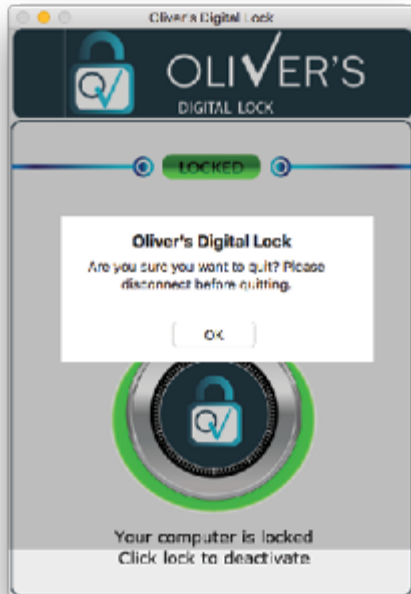 Oliver's Digital Lock
OLIVER'S
DIGITAL LOCK
LOCKED
Oliver's Digital Lock
Are you sure you want to quit? Please
disconnect before quitting.
OK
Your computer is locked
Click lock to deactivate